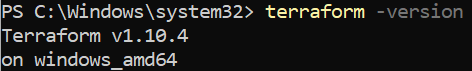 PS C:\Windows\system32> terraform -version
Terraform v1.10.4
on windows_amd64